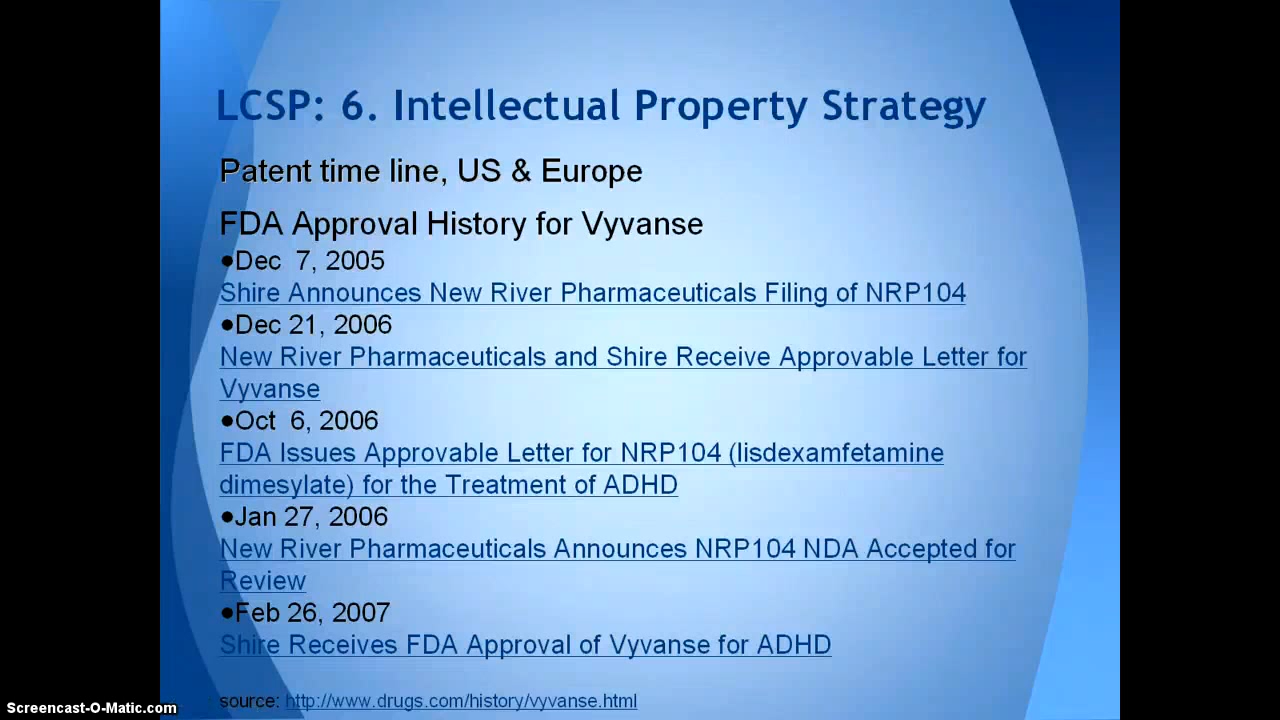 LCSP: 6. Intellectual Property Strategy
Patent time line, US & Europe
FDA Approval History for Vyvanse
●Dec  7, 2005
Shire Announces New River Pharmaceuticals Filing of NRP104
●Dec 21, 2006
New River Pharmaceuticals and Shire Receive Approvable Letter for
Vyvanse
●Oct  6, 2006
FDA Issues Approvable Letter for NRP104 (lisdexamfetamine
dimesylate) for the Treatment of ADHD
●Jan 27, 2006
New River Pharmaceuticals Announces NRP104 NDA Accepted for
Review
●Feb 26, 2007
Shire Receives FDA Approval of Vyvanse for ADHD
source: http://www.drugs.com/history/vyvanse.html
Screencast-O-Matic.com